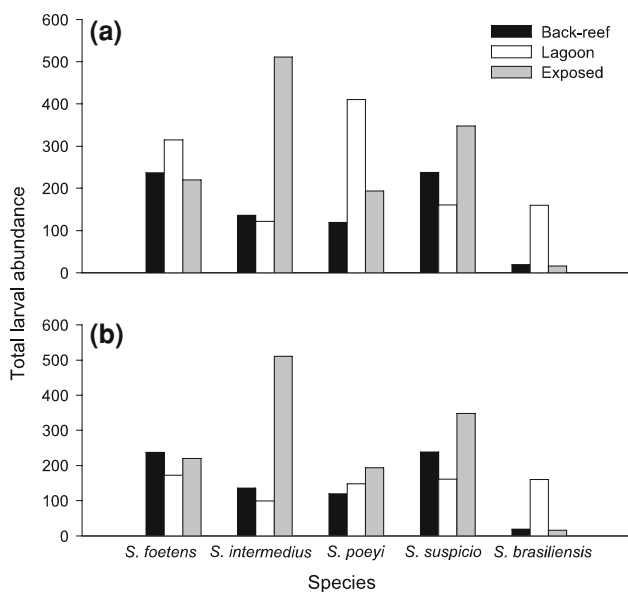 (a)
Back-reef
Lagoon
Exposed
600
500
400
300
200
100
0
Total larval abundance
(b)
600
500
400
300
200
100
0
S. foetens S. intermedius S. poeyi S. suspicio S. brasiliensis
Species